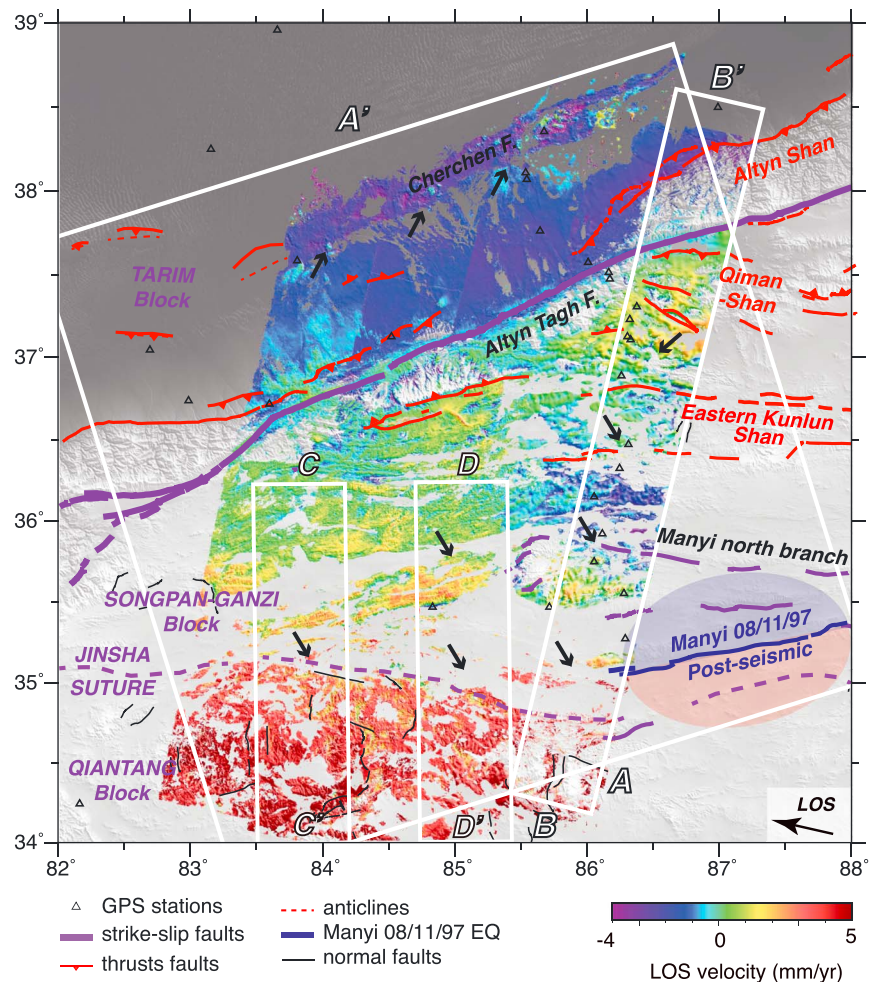 39°
38°
37°
36°
35°
34°
82°
83°
84°
85°
86°
87°
88°
A'
B'
Cherchen F.
Altyn Shan
TARIM
Block
Qiman
-Shan
Altyn Tagh F.
Eastern Kunlun
Shan
C
D
Manyi north branch
SONGPAN-GANZI
Block
Manyi 08/11/97
Post-seismic
JINSHA
SUTURE
QIANTANG
Block
A
LOS
C'
D'
B
GPS stations
strike-slip faults
thrusts faults
anticlines
Manyi 08/11/97 EQ
normal faults
-4
0
5
LOS velocity (mm/yr)